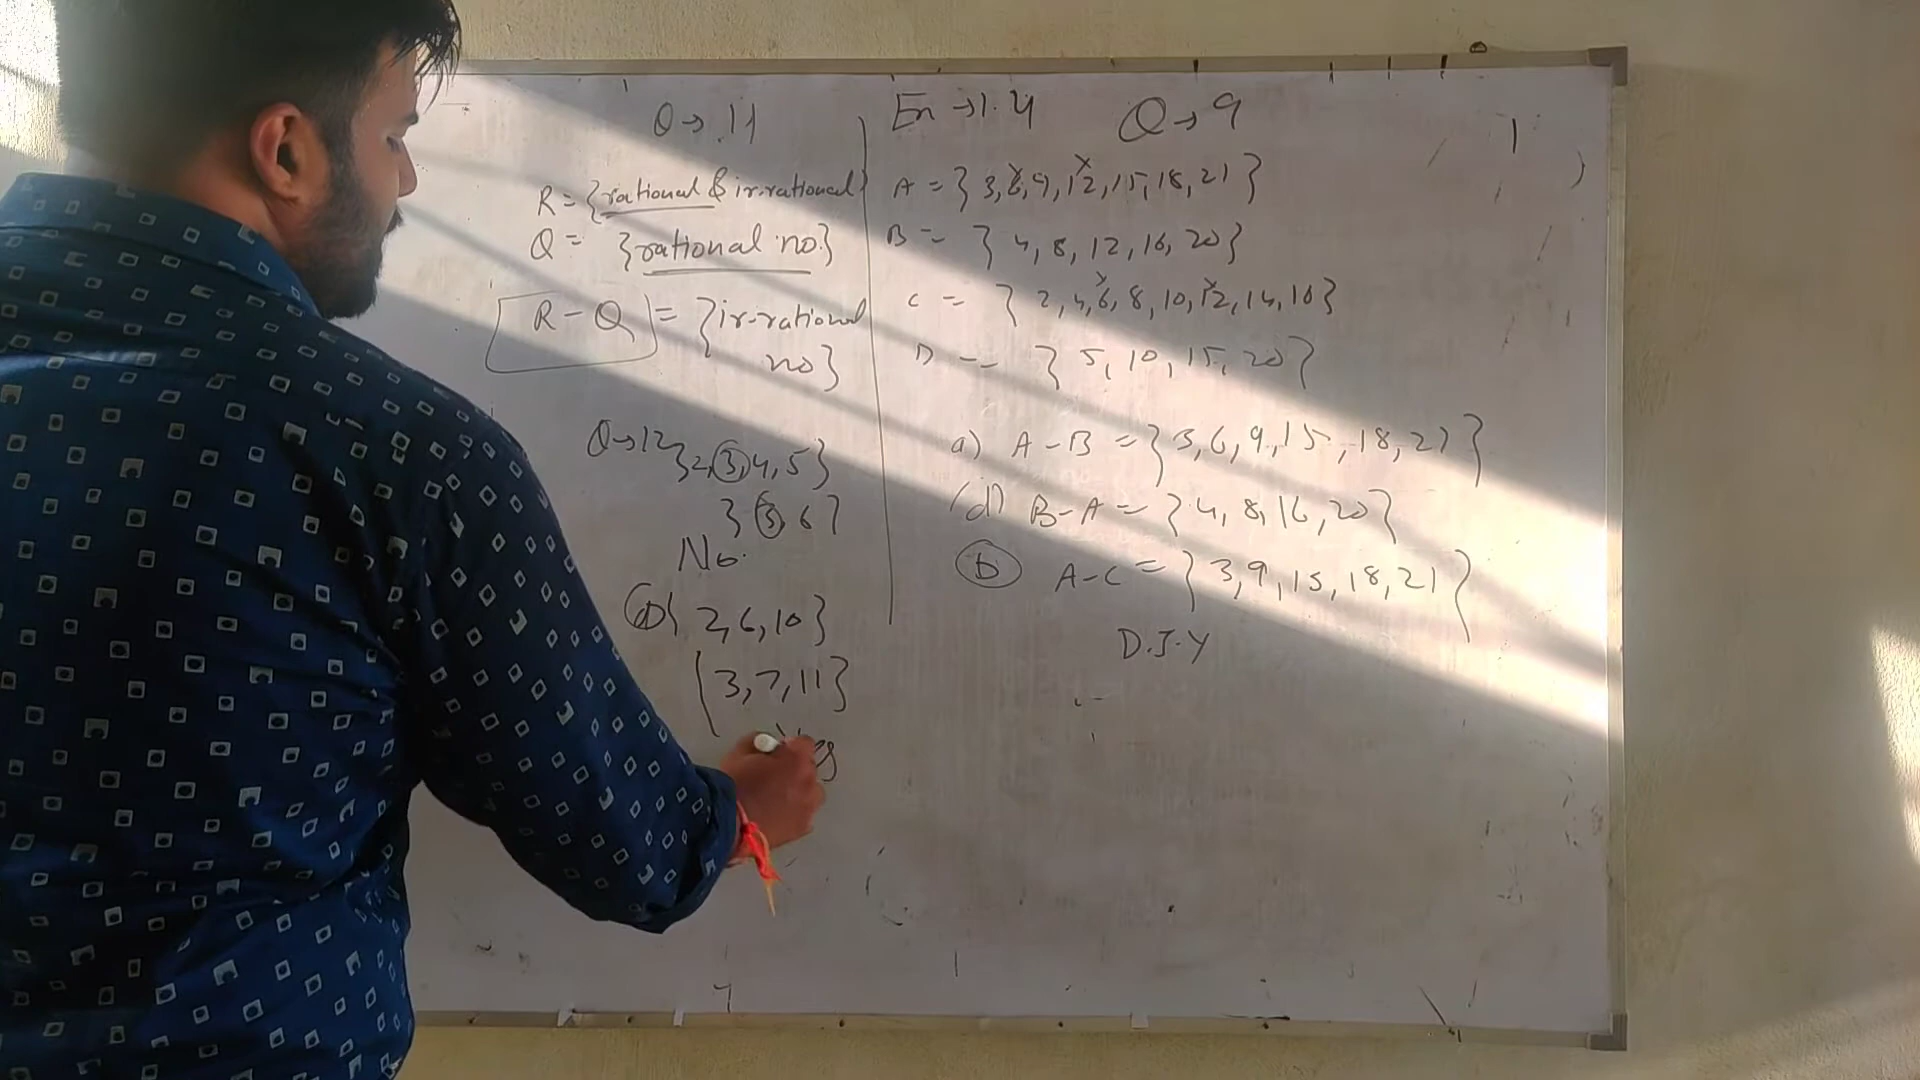 Q→11
R = {rational & ir-rational}
Q = {rational no.}
R - Q = {ir-rational
no}
Q→12 {2, 3, 4, 5}
{3, 6}
No.
(d) {2, 6, 10}
{3, 7, 11}
Yes
Ex →1.4 Q→9
A = {3, 6, 9, 12, 15, 18, 21}
B = {4, 8, 12, 16, 20}
C = {2, 4, 6, 8, 10, 12, 14, 16}
D = {5, 10, 15, 20}
a) A - B = {3, 6, 9, 15, 18, 21}
(d) B - A = {4, 8, 16, 20}
(b) A - C = {3, 9, 15, 18, 21}
D.I.Y